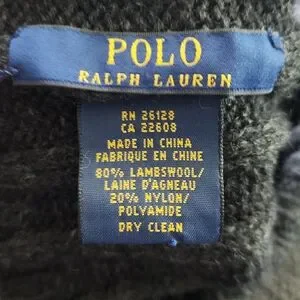 POLO
RALPH LAUREN
RN 26128
CA 22608
MADE IN CHINA
FABRIQUE EN CHINE
80% LAMBSWOOL/
LAINE D'AGNEAU
20% NYLON/
POLYAMIDE
DRY CLEAN